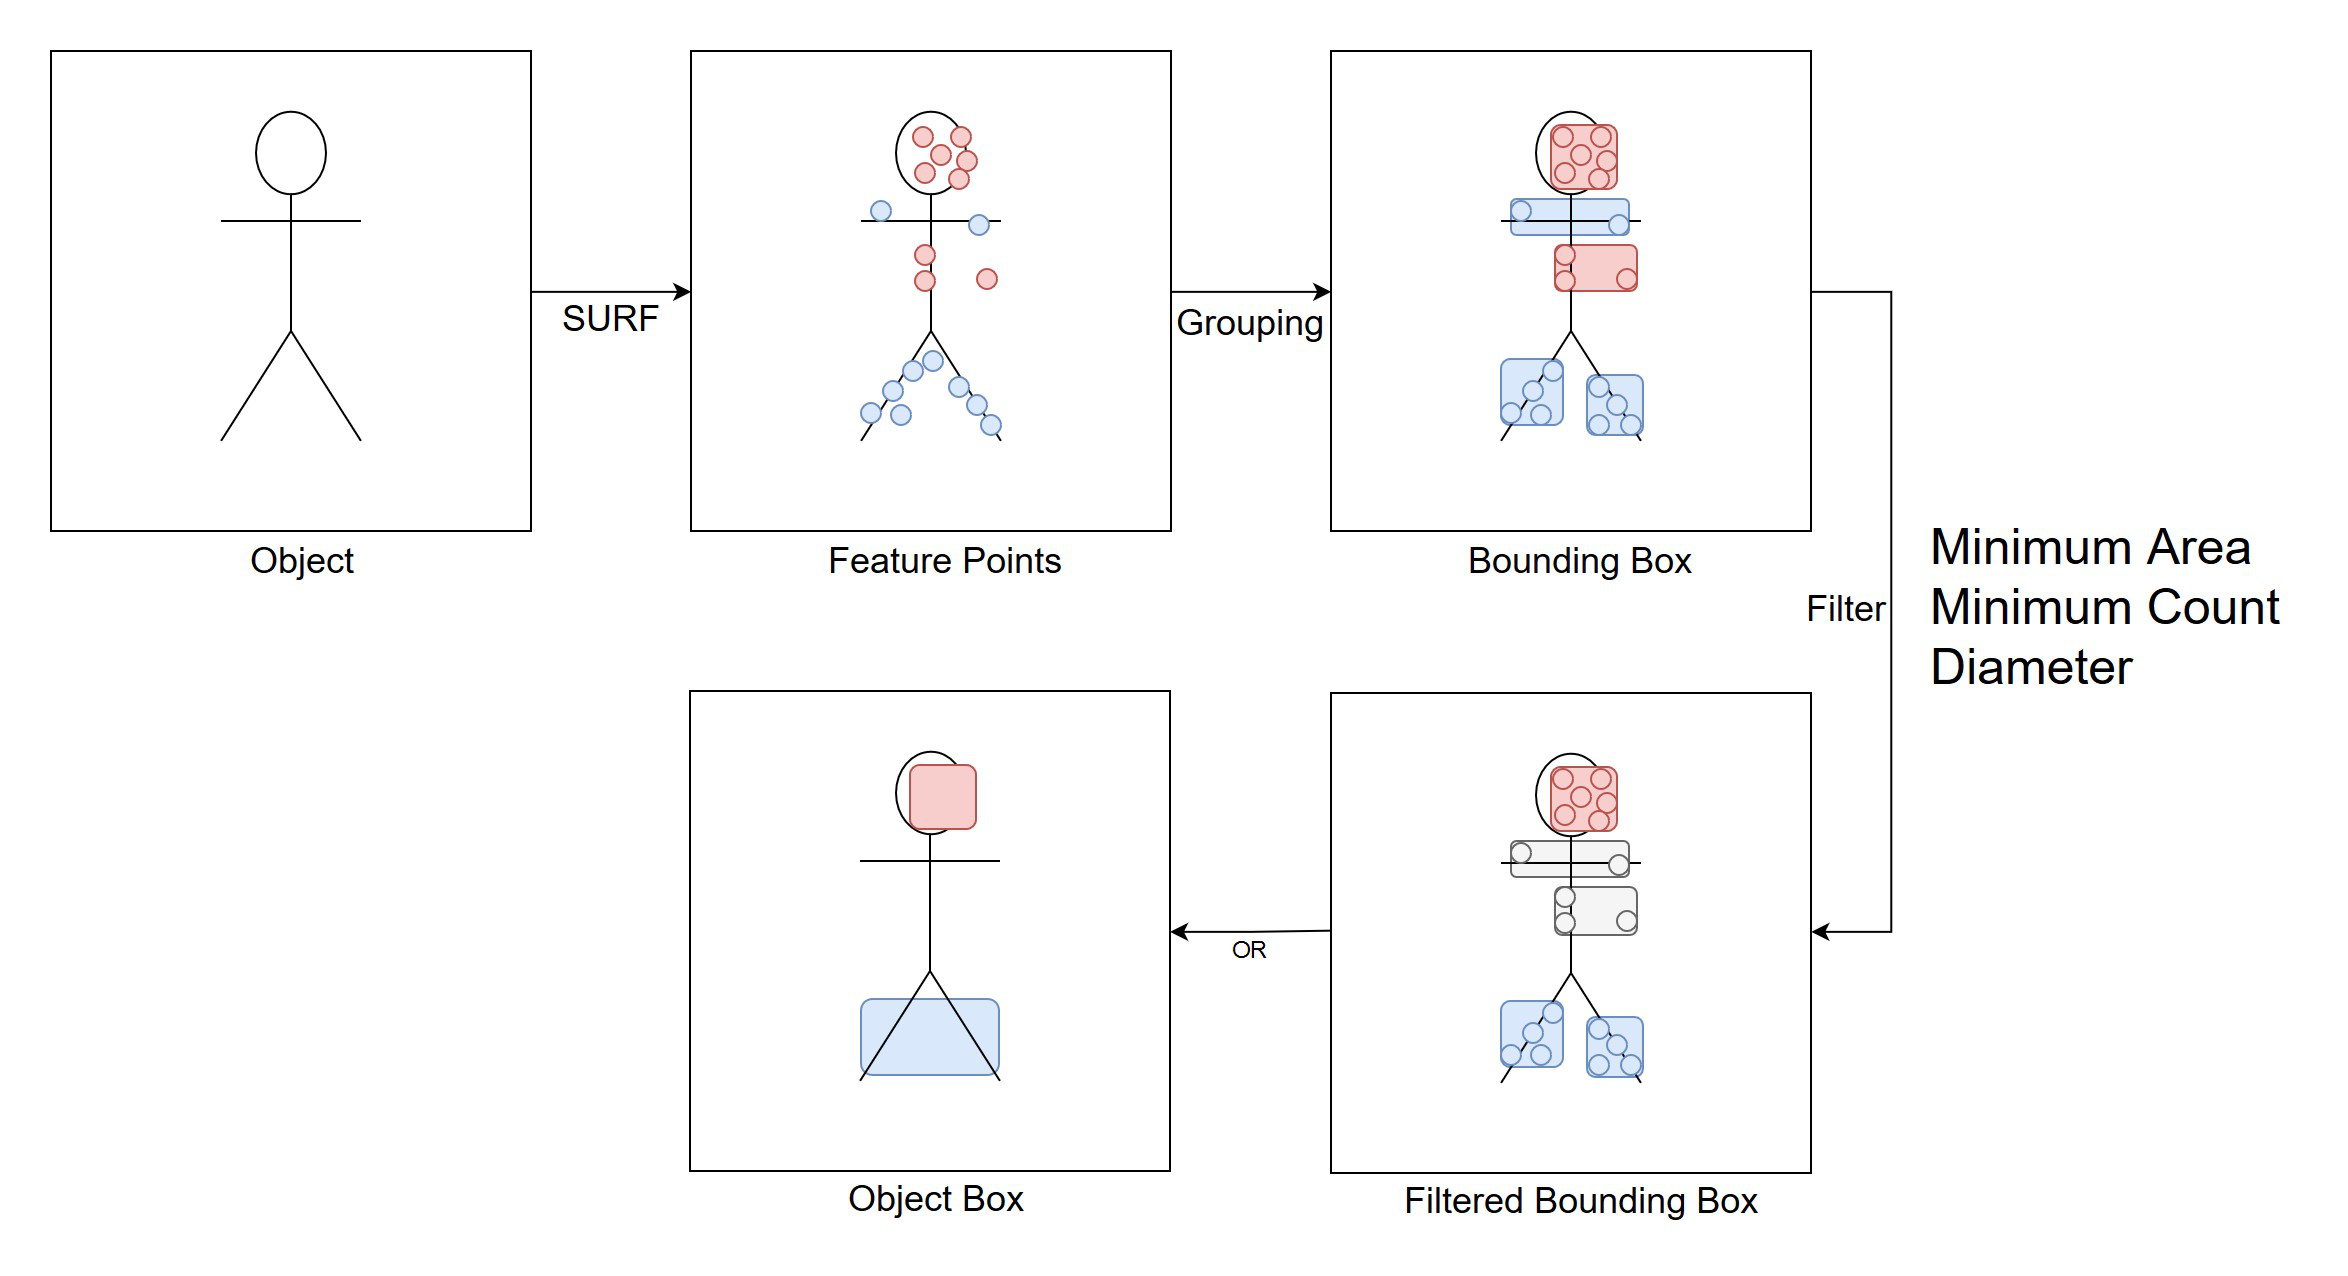 SURF
Grouping
Object
Feature Points
Bounding Box
Filter
Minimum Area
Minimum Count
Diameter
OR
Object Box
Filtered Bounding Box